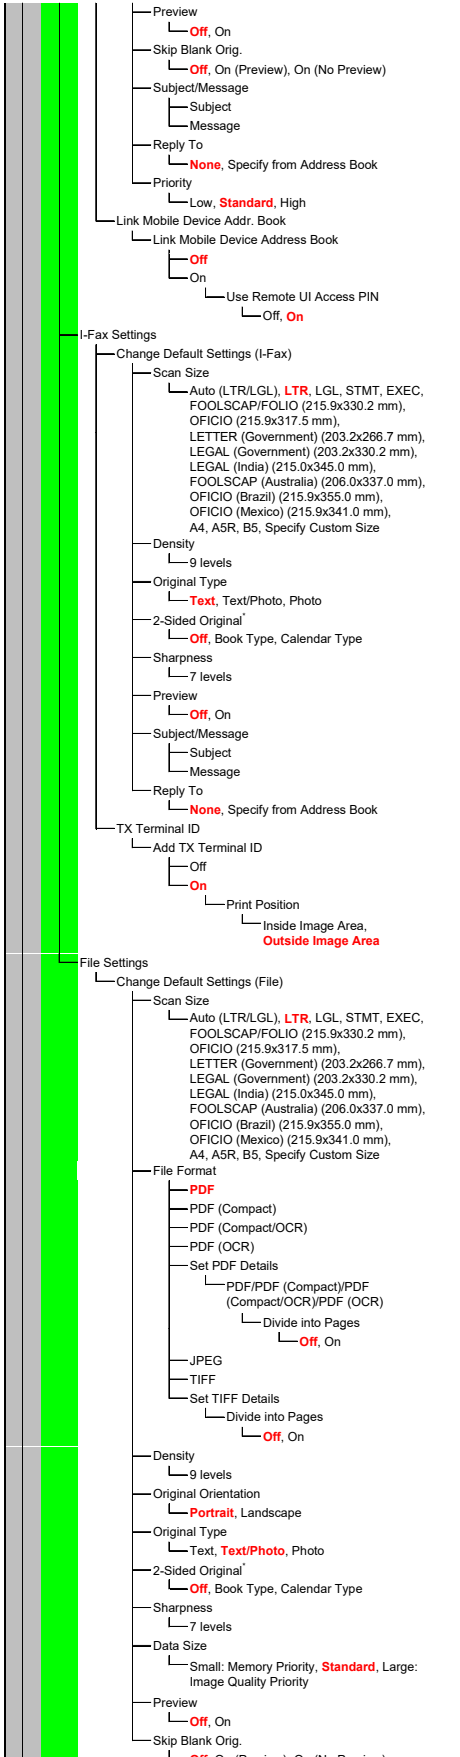 Preview
Off, On
Skip Blank Orig.
Off, On (Preview), On (No Preview)
Subject/Message
Subject
Message
Reply To
None, Specify from Address Book
Priority
Low, Standard, High
Link Mobile Device Addr. Book
Link Mobile Device Address Book
Off
On
Use Remote UI Access PIN
Off, On
I-Fax Settings
Change Default Settings (I-Fax)
Scan Size
Auto (LTR/LGL), LTR, LGL, STMT, EXEC,
FOOLSCAP/FOLIO (215.9x330.2 mm),
OFICIO (215.9x317.5 mm),
LETTER (Government) (203.2x266.7 mm),
LEGAL (Government) (203.2x330.2 mm),
LEGAL (India) (215.0x345.0 mm),
FOOLSCAP (Australia) (206.0x337.0 mm),
OFICIO (Brazil) (215.9x355.0 mm),
OFICIO (Mexico) (215.9x341.0 mm),
A4, A5R, B5, Specify Custom Size
Density
9 levels
Original Type
Text, Text/Photo, Photo
2-Sided Original*
Off, Book Type, Calendar Type
Sharpness
7 levels
Preview
Off, On
Subject/Message
Subject
Message
Reply To
None, Specify from Address Book
TX Terminal ID
Add TX Terminal ID
Off
On
Print Position
Inside Image Area,
Outside Image Area
File Settings
Change Default Settings (File)
Scan Size
Auto (LTR/LGL), LTR, LGL, STMT, EXEC,
FOOLSCAP/FOLIO (215.9x330.2 mm),
OFICIO (215.9x317.5 mm),
LETTER (Government) (203.2x266.7 mm),
LEGAL (Government) (203.2x330.2 mm),
LEGAL (India) (215.0x345.0 mm),
FOOLSCAP (Australia) (206.0x337.0 mm),
OFICIO (Brazil) (215.9x355.0 mm),
OFICIO (Mexico) (215.9x341.0 mm),
A4, A5R, B5, Specify Custom Size
File Format
PDF
PDF (Compact)
PDF (Compact/OCR)
PDF (OCR)
Set PDF Details
PDF/PDF (Compact)/PDF
(Compact/OCR)/PDF (OCR)
Divide into Pages
Off, On
JPEG
TIFF
Set TIFF Details
Divide into Pages
Off, On
Density
9 levels
Original Orientation
Portrait, Landscape
Original Type
Text, Text/Photo, Photo
2-Sided Original*
Off, Book Type, Calendar Type
Sharpness
7 levels
Data Size
Small: Memory Priority, Standard, Large:
Image Quality Priority
Preview
Off, On
Skip Blank Orig.